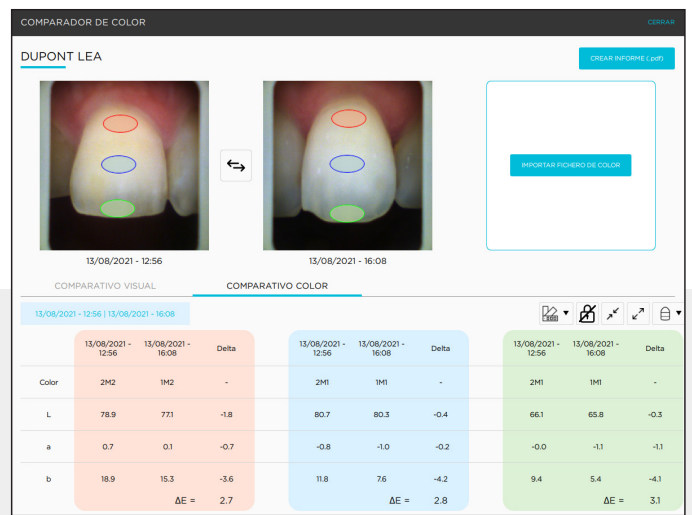 COMPARADOR DE COLOR CERRAR
DUPONT LEA CREAR INFORME (.pdf)
IMPORTAR FICHERO DE COLOR
13/08/2021 - 12:56 13/08/2021 - 16:08
COMPARATIVO VISUAL COMPARATIVO COLOR
13/08/2021 - 12:56 | 13/08/2021 - 16:08
13/08/2021 - 12:56 13/08/2021 - 16:08 Delta 13/08/2021 - 12:56 13/08/2021 - 16:08 Delta 13/08/2021 - 12:56 13/08/2021 - 16:08 Delta
Color 2M2 1M2 - 2M1 1M1 - 2M1 1M1 -
L 78.9 77.1 -1.8 80.7 80.3 -0.4 66.1 65.8 -0.3
a 0.7 0.1 -0.7 -0.8 -1.0 -0.2 -0.0 -1.1 -1.1
b 18.9 15.3 -3.6 11.8 7.6 -4.2 9.4 5.4 -4.1
ΔE = 2.7 ΔE = 2.8 ΔE = 3.1